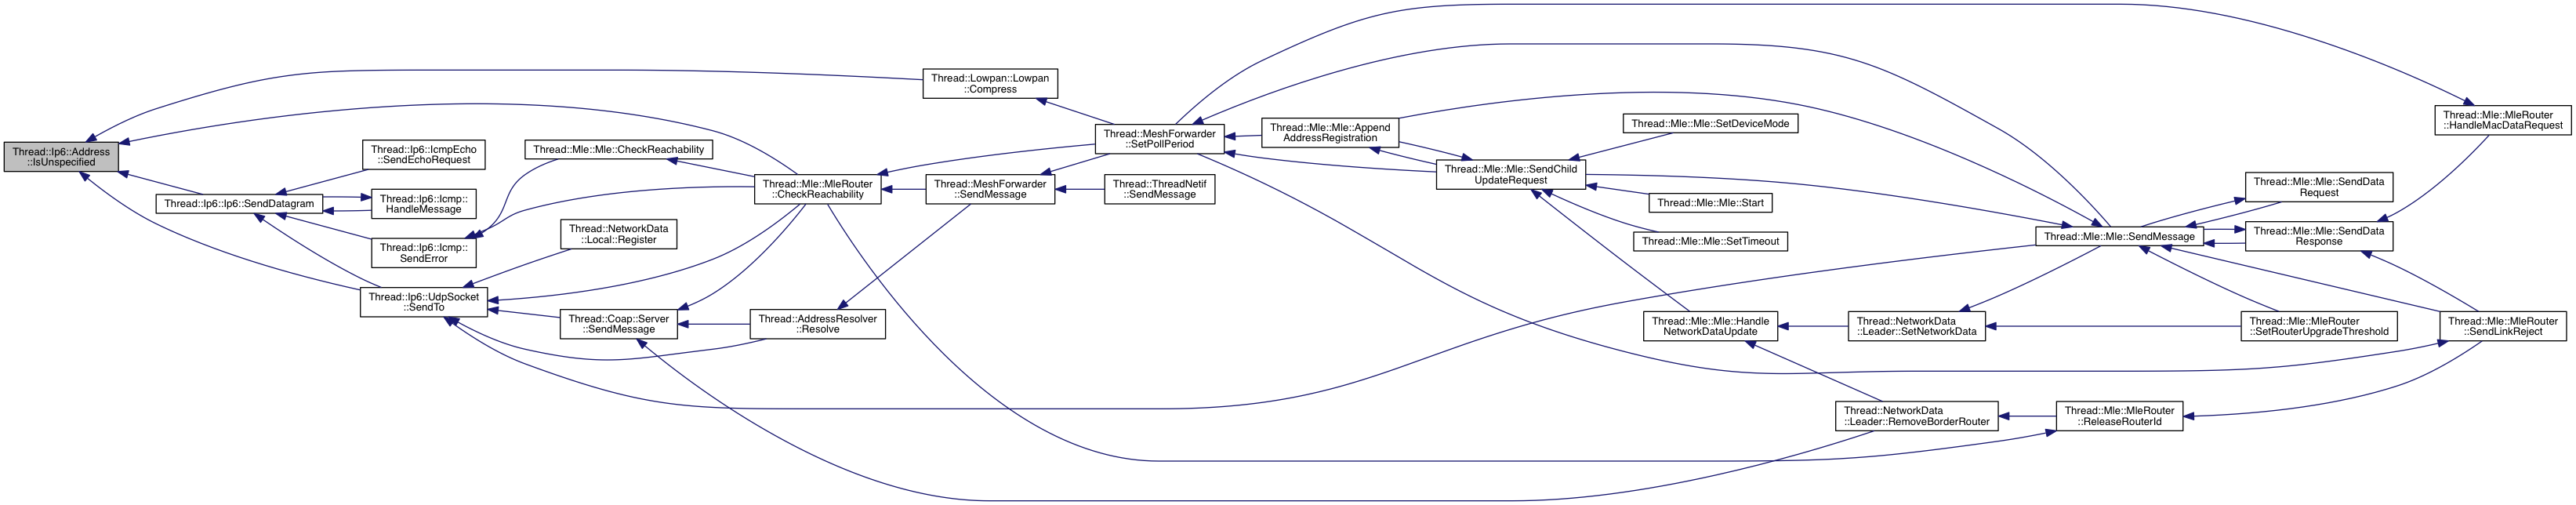 Thread::Ip6::Address
::IsUnspecified
Thread::Lowpan::Lowpan
::Compress
Thread::Ip6::IcmpEcho
::SendEchoRequest
Thread::Ip6::Ip6::SendDatagram
Thread::Ip6::Icmp::
HandleMessage
Thread::Ip6::Icmp::
SendError
Thread::Ip6::UdpSocket
::SendTo
Thread::Mle::Mle::CheckReachability
Thread::NetworkData
::Local::Register
Thread::Coap::Server
::SendMessage
Thread::Mle::MleRouter
::CheckReachability
Thread::AddressResolver
::Resolve
Thread::MeshForwarder
::SendMessage
Thread::MeshForwarder
::SetPollPeriod
Thread::ThreadNetif
::SendMessage
Thread::Mle::Mle::Append
AddressRegistration
Thread::Mle::Mle::SendChild
UpdateRequest
Thread::Mle::Mle::SetDeviceMode
Thread::Mle::Mle::Start
Thread::Mle::Mle::SetTimeout
Thread::Mle::Mle::Handle
NetworkDataUpdate
Thread::NetworkData
::Leader::SetNetworkData
Thread::NetworkData
::Leader::RemoveBorderRouter
Thread::Mle::Mle::SendMessage
Thread::Mle::MleRouter
::ReleaseRouterId
Thread::Mle::Mle::SendData
Request
Thread::Mle::Mle::SendData
Response
Thread::Mle::MleRouter
::SetRouterUpgradeThreshold
Thread::Mle::MleRouter
::HandleMacDataRequest
Thread::Mle::MleRouter
::SendLinkReject